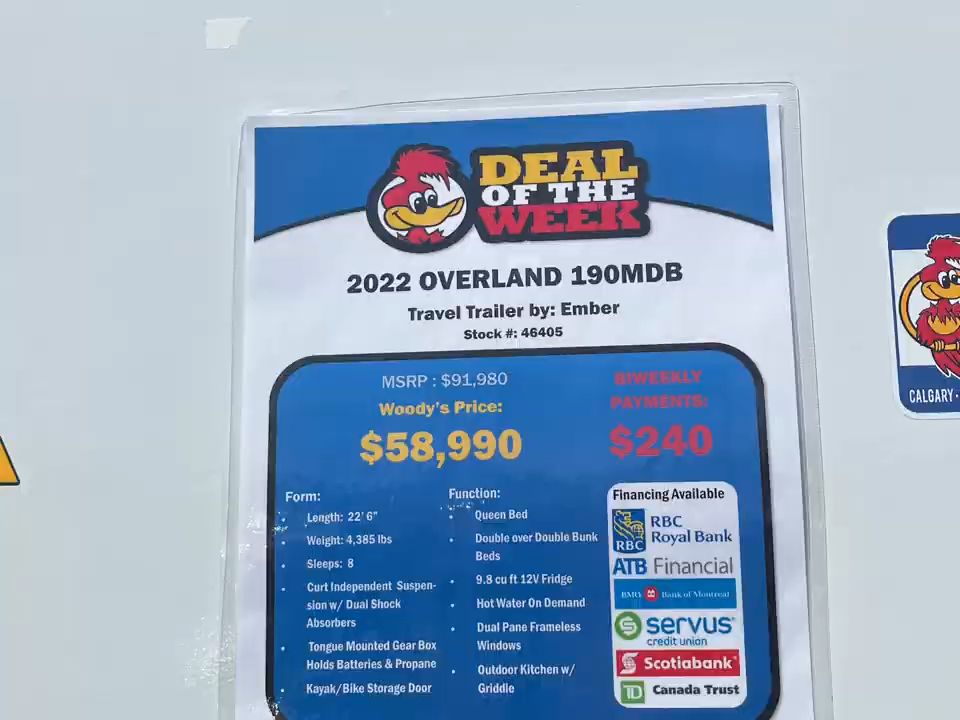 DEAL
OF THE
WEEK
2022 OVERLAND 190MDB
Travel Trailer by: Ember
Stock #: 46405
MSRP : $91,980
Woody's Price:
$58,990
BIWEEKLY
PAYMENTS:
$240
Form:
Length: 22' 6"
Weight: 4,385 lbs
Sleeps: 8
Curt Independent Suspen-
sion w/ Dual Shock
Absorbers
Tongue Mounted Gear Box
Holds Batteries & Propane
Kayak/Bike Storage Door
Function:
Queen Bed
Double over Double Bunk
Beds
9.8 cu ft 12V Fridge
Hot Water On Demand
Dual Pane Frameless
Windows
Outdoor Kitchen w/
Griddle
Financing Available
RBC
RBC
Royal Bank
ATB Financial
BMO Bank of Montreal
servus
credit union
Scotiabank
TD Canada Trust
CALGARY